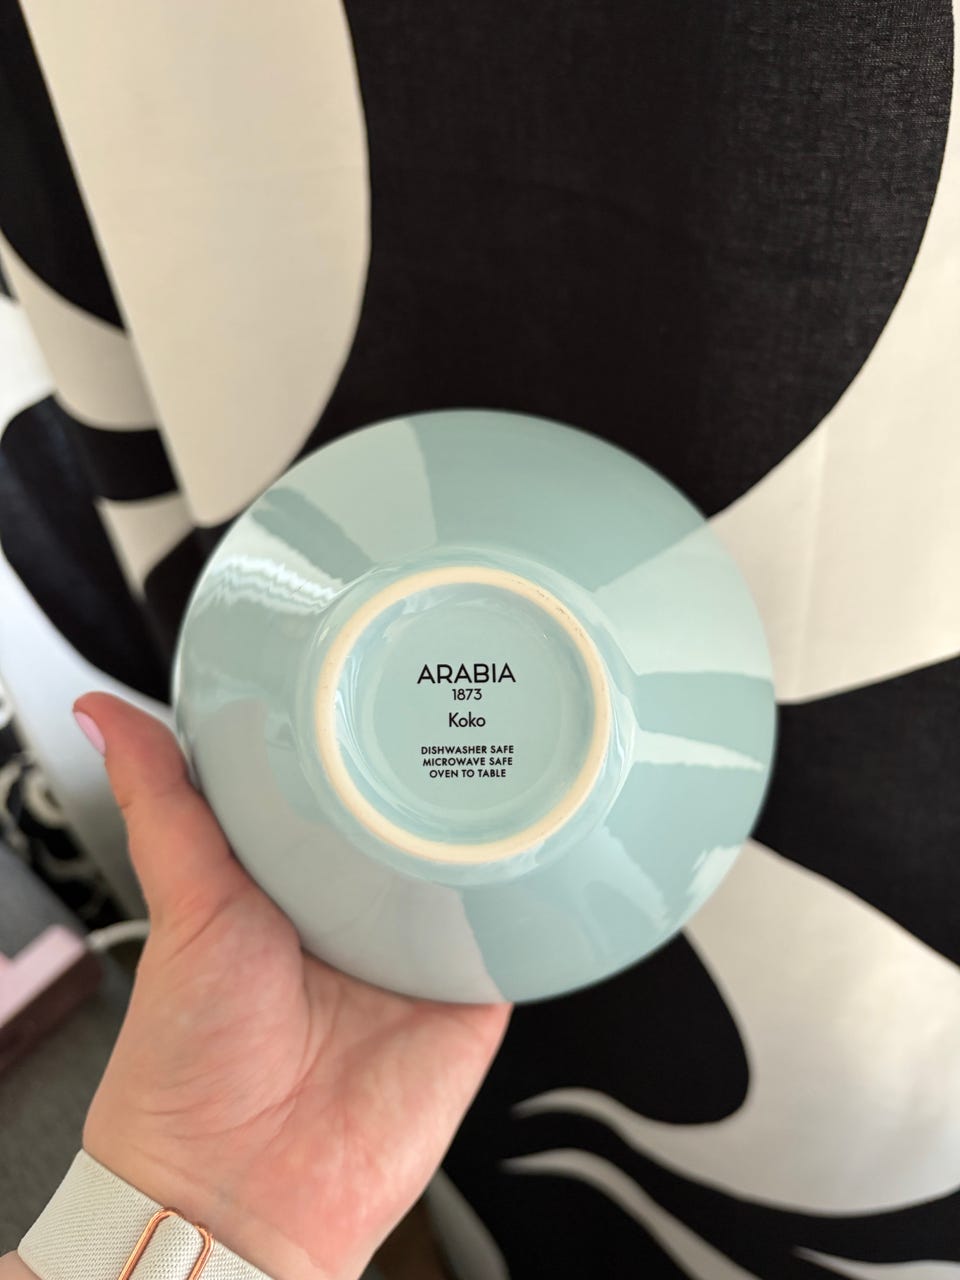 ARABIA
1873
Koko
DISHWASHER SAFE
MICROWAVE SAFE
OVEN TO TABLE